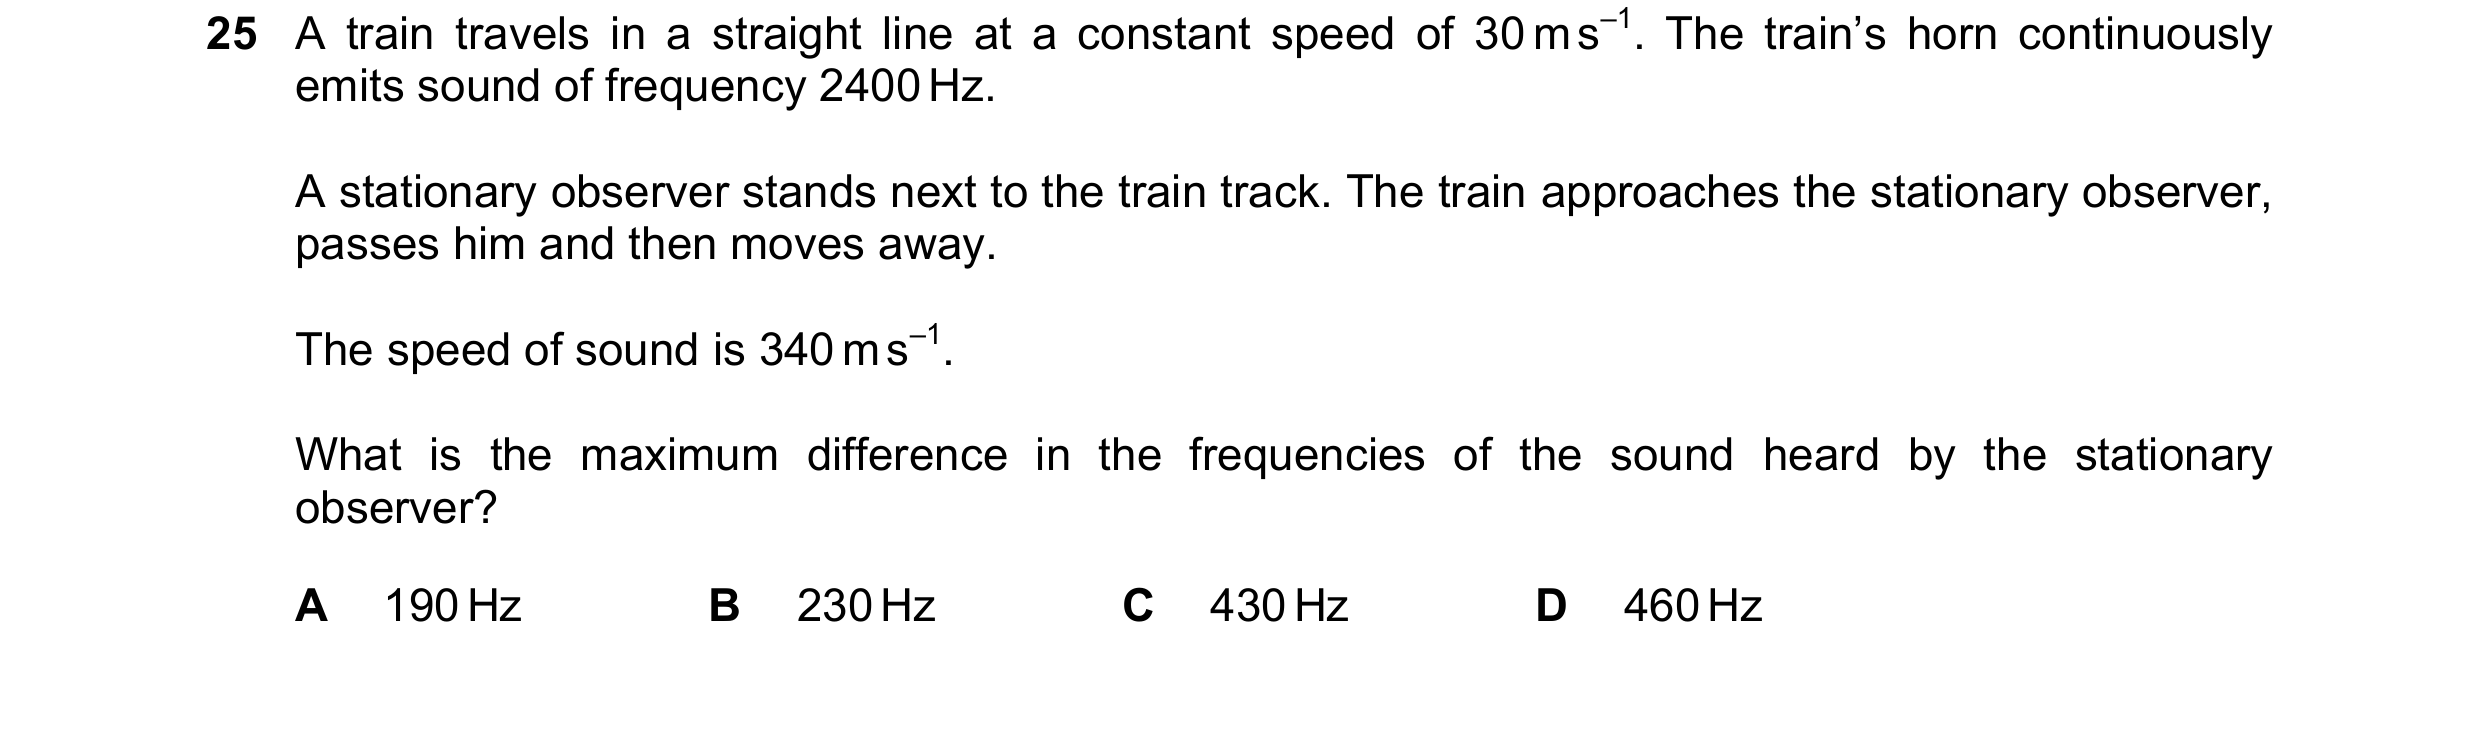 25 A train travels in a straight line at a constant speed of 30 m s⁻¹. The train’s horn continuously
emits sound of frequency 2400 Hz.
A stationary observer stands next to the train track. The train approaches the stationary observer,
passes him and then moves away.
The speed of sound is 340 m s⁻¹.
What is the maximum difference in the frequencies of the sound heard by the stationary
observer?
A 190 Hz B 230 Hz C 430 Hz D 460 Hz